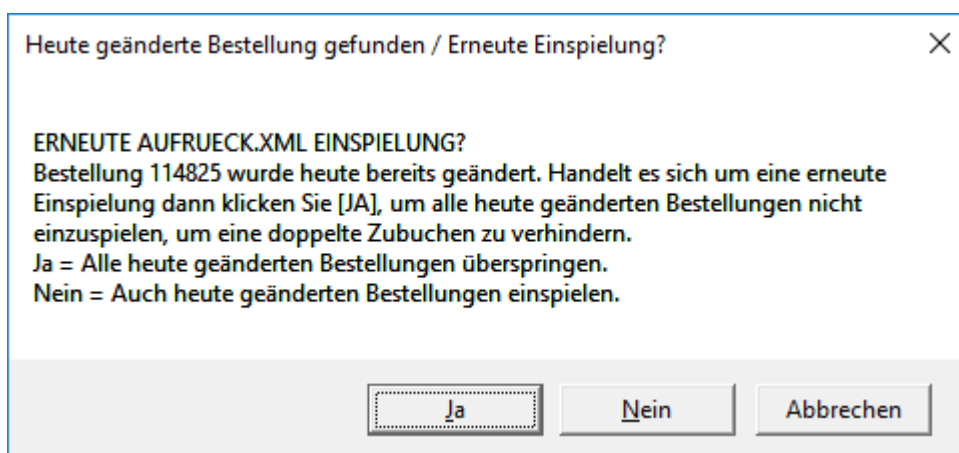 Heute geänderte Bestellung gefunden / Erneute Einspielung?
ERNEUTE AUFRUECK.XML EINSPIELUNG?
Bestellung 114825 wurde heute bereits geändert. Handelt es sich um eine erneute
Einspielung dann klicken Sie [JA], um alle heute geänderten Bestellungen nicht
einzuspielen, um eine doppelte Zubuchen zu verhindern.
Ja = Alle heute geänderten Bestellungen überspringen.
Nein = Auch heute geänderten Bestellungen einspielen.
Ja Nein Abbrechen